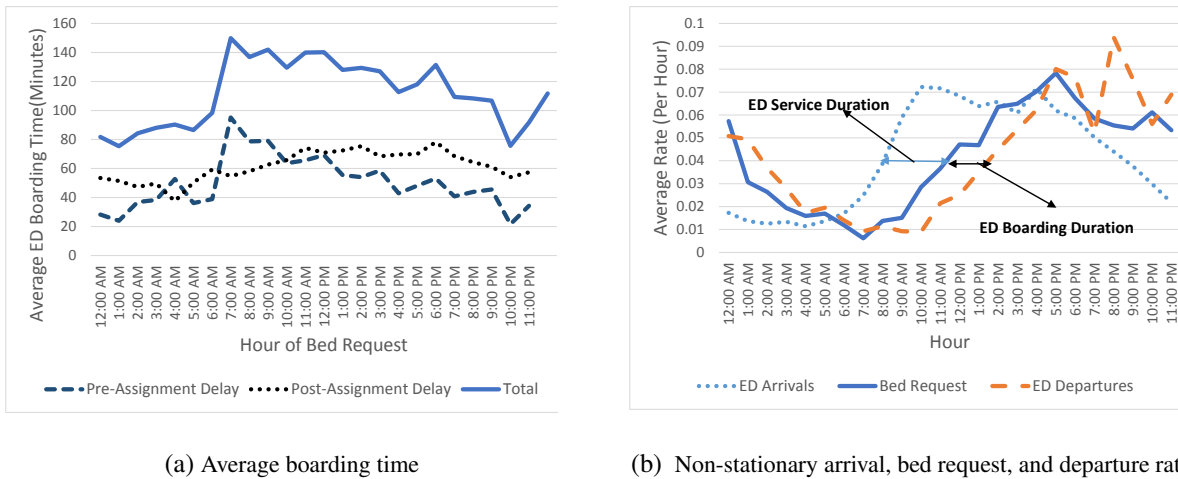 160
140
120
100
80
60
40
20
0
Average ED Boarding Time(Minutes)
12:00 AM
1:00 AM
2:00 AM
3:00 AM
4:00 AM
5:00 AM
6:00 AM
7:00 AM
8:00 AM
9:00 AM
10:00 AM
11:00 AM
12:00 PM
1:00 PM
2:00 PM
3:00 PM
4:00 PM
5:00 PM
6:00 PM
7:00 PM
8:00 PM
9:00 PM
10:00 PM
11:00 PM
Hour of Bed Request
Pre-Assignment Delay Post-Assignment Delay Total
(a) Average boarding time
0.1
0.09
0.08
0.07
0.06
0.05
0.04
0.03
0.02
0.01
0
Average Rate (Per Hour)
ED Service Duration
ED Boarding Duration
12:00 AM
1:00 AM
2:00 AM
3:00 AM
4:00 AM
5:00 AM
6:00 AM
7:00 AM
8:00 AM
9:00 AM
10:00 AM
11:00 AM
12:00 PM
1:00 PM
2:00 PM
3:00 PM
4:00 PM
5:00 PM
6:00 PM
7:00 PM
8:00 PM
9:00 PM
10:00 PM
11:00 PM
Hour
ED Arrivals Bed Request ED Departures
(b) Non-stationary arrival, bed request, and departure rat